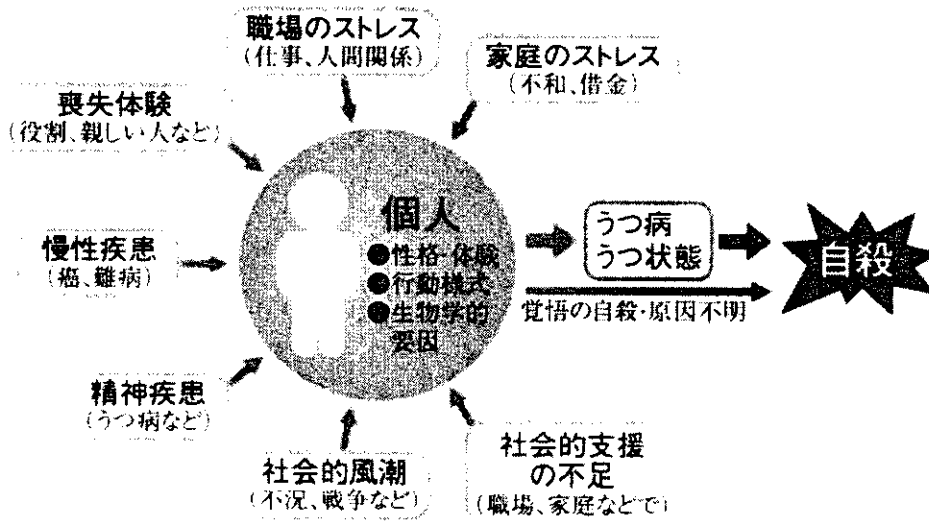 職場のストレス
(仕事、人間関係)
家庭のストレス
(不和、借金)
喪失体験
(役割、親しい人など)
慢性疾患
(癌、難病)
精神疾患
(うつ病など)
社会的風潮
(不況、戦争など)
社会的支援
の不足
(職場、家庭などで)
個人
●性格・体験
●行動様式
●生物学的
要因
うつ病
うつ状態
覚悟の自殺・原因不明
自殺